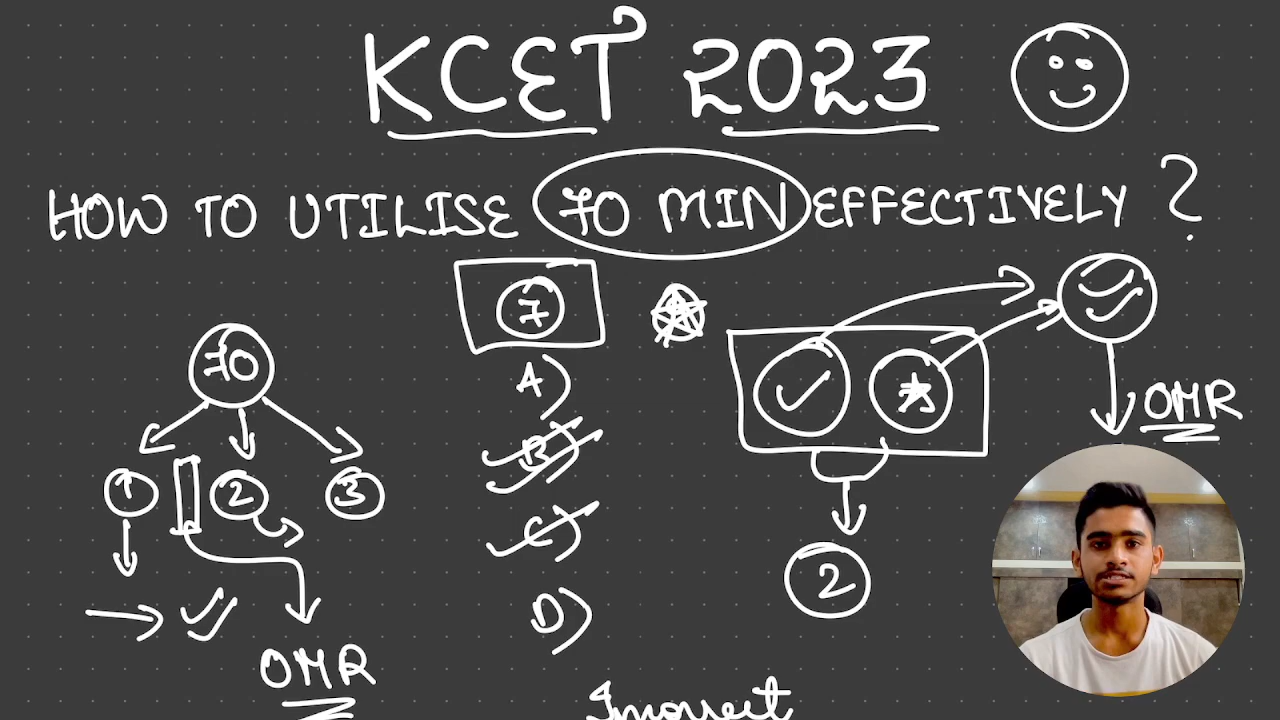 KCET 2023
HOW TO UTILISE 70 MIN EFFECTIVELY ?
7
70
A)
OMR
B)
1 2 3
C)
2
D)
OMR